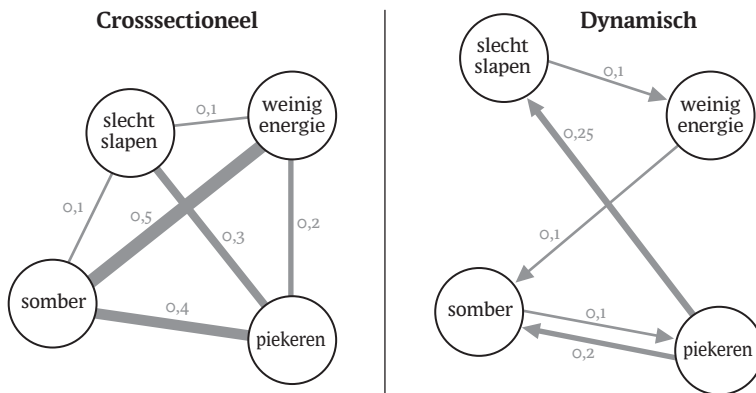 Crosssectioneel
slecht
slapen
weinig
energie
0,1
0,1
0,5
0,3
0,2
somber
0,4
piekeren
Dynamisch
slecht
slapen
0,1
weinig
energie
0,25
0,1
somber
0,1
0,2
piekeren